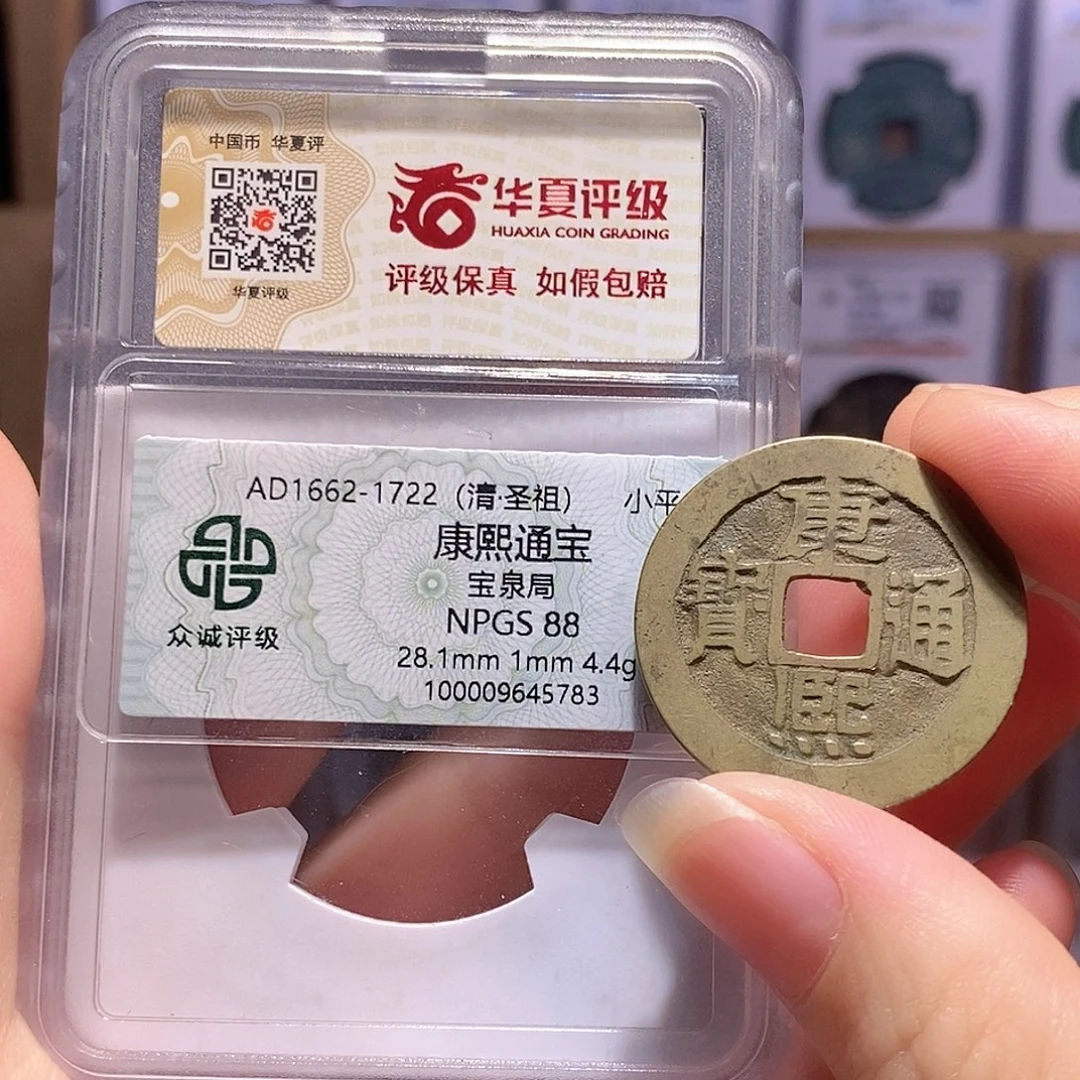 中国币 华夏评
华夏评级
华夏评级
HUAXIA COIN GRADING
评级保真 如假包赔
AD1662-1722（清·圣祖） 小平
康熙通宝
宝泉局
NPGS 88
28.1mm 1mm 4.4g
100009645783
众诚评级
康熙通寶